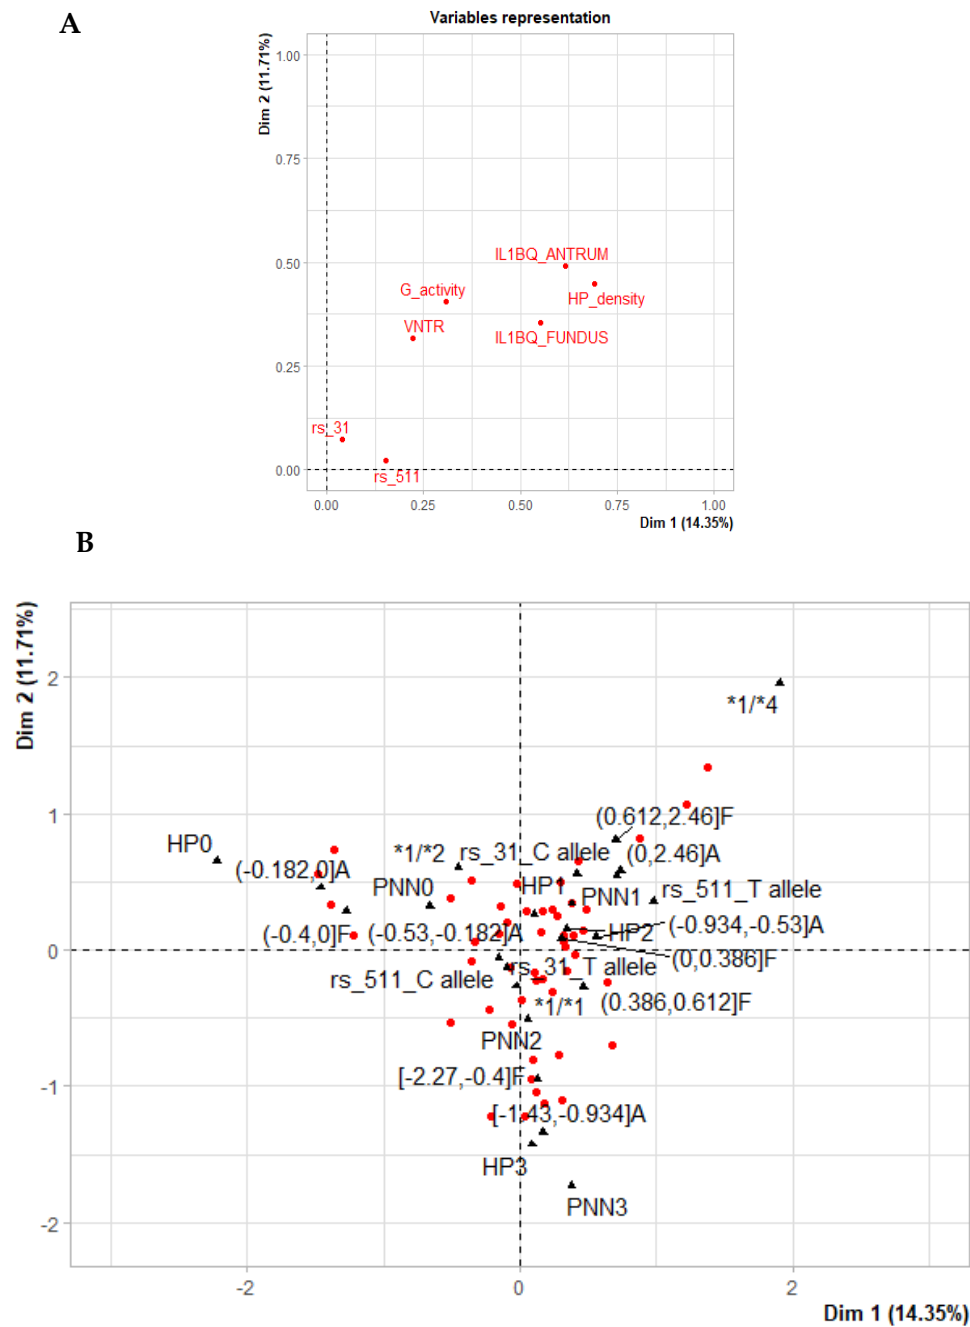 A
Variables representation
Dim 2 (11.71%)
1.00
0.75
0.50
0.25
0.00
IL1BQ_ANTRUM
G_activity
HP_density
VNTR
IL1BQ_FUNDUS
rs_31
rs_511
0.00 0.25 0.50 0.75 1.00
Dim 1 (14.35%)
B
Dim 2 (11.71%)
2
1
0
-1
-2
*1/*4
(0.612,2.46]F
HP0
*1/*2 rs_31_C allele (0,2.46]A
(-0.182,0]A
PNN0 HP1 PNN1 rs_511_T allele
(-0.4,0]F (-0.53,-0.182]A HP2 (-0.934,-0.53]A
rs_31_T allele (0,0.386]F
rs_511_C allele
*1/*1 (0.386,0.612]F
PNN2
[-2.27,-0.4]F
[-1.43,-0.934]A
HP3
PNN3
-2 0 2
Dim 1 (14.35%)